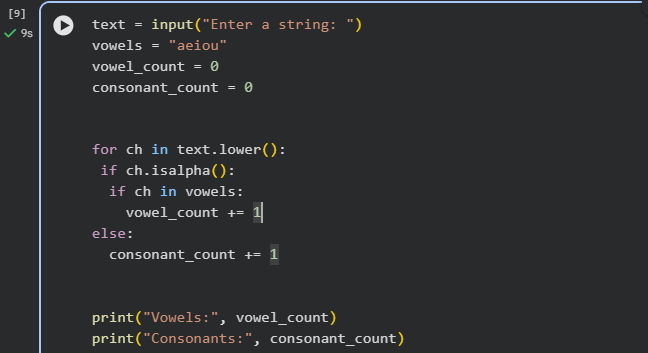 [9]
9s
text = input("Enter a string: ")
vowels = "aeiou"
vowel_count = 0
consonant_count = 0
for ch in text.lower():
 if ch.isalpha():
  if ch in vowels:
    vowel_count += 1
else:
  consonant_count += 1
print("Vowels:", vowel_count)
print("Consonants:", consonant_count)